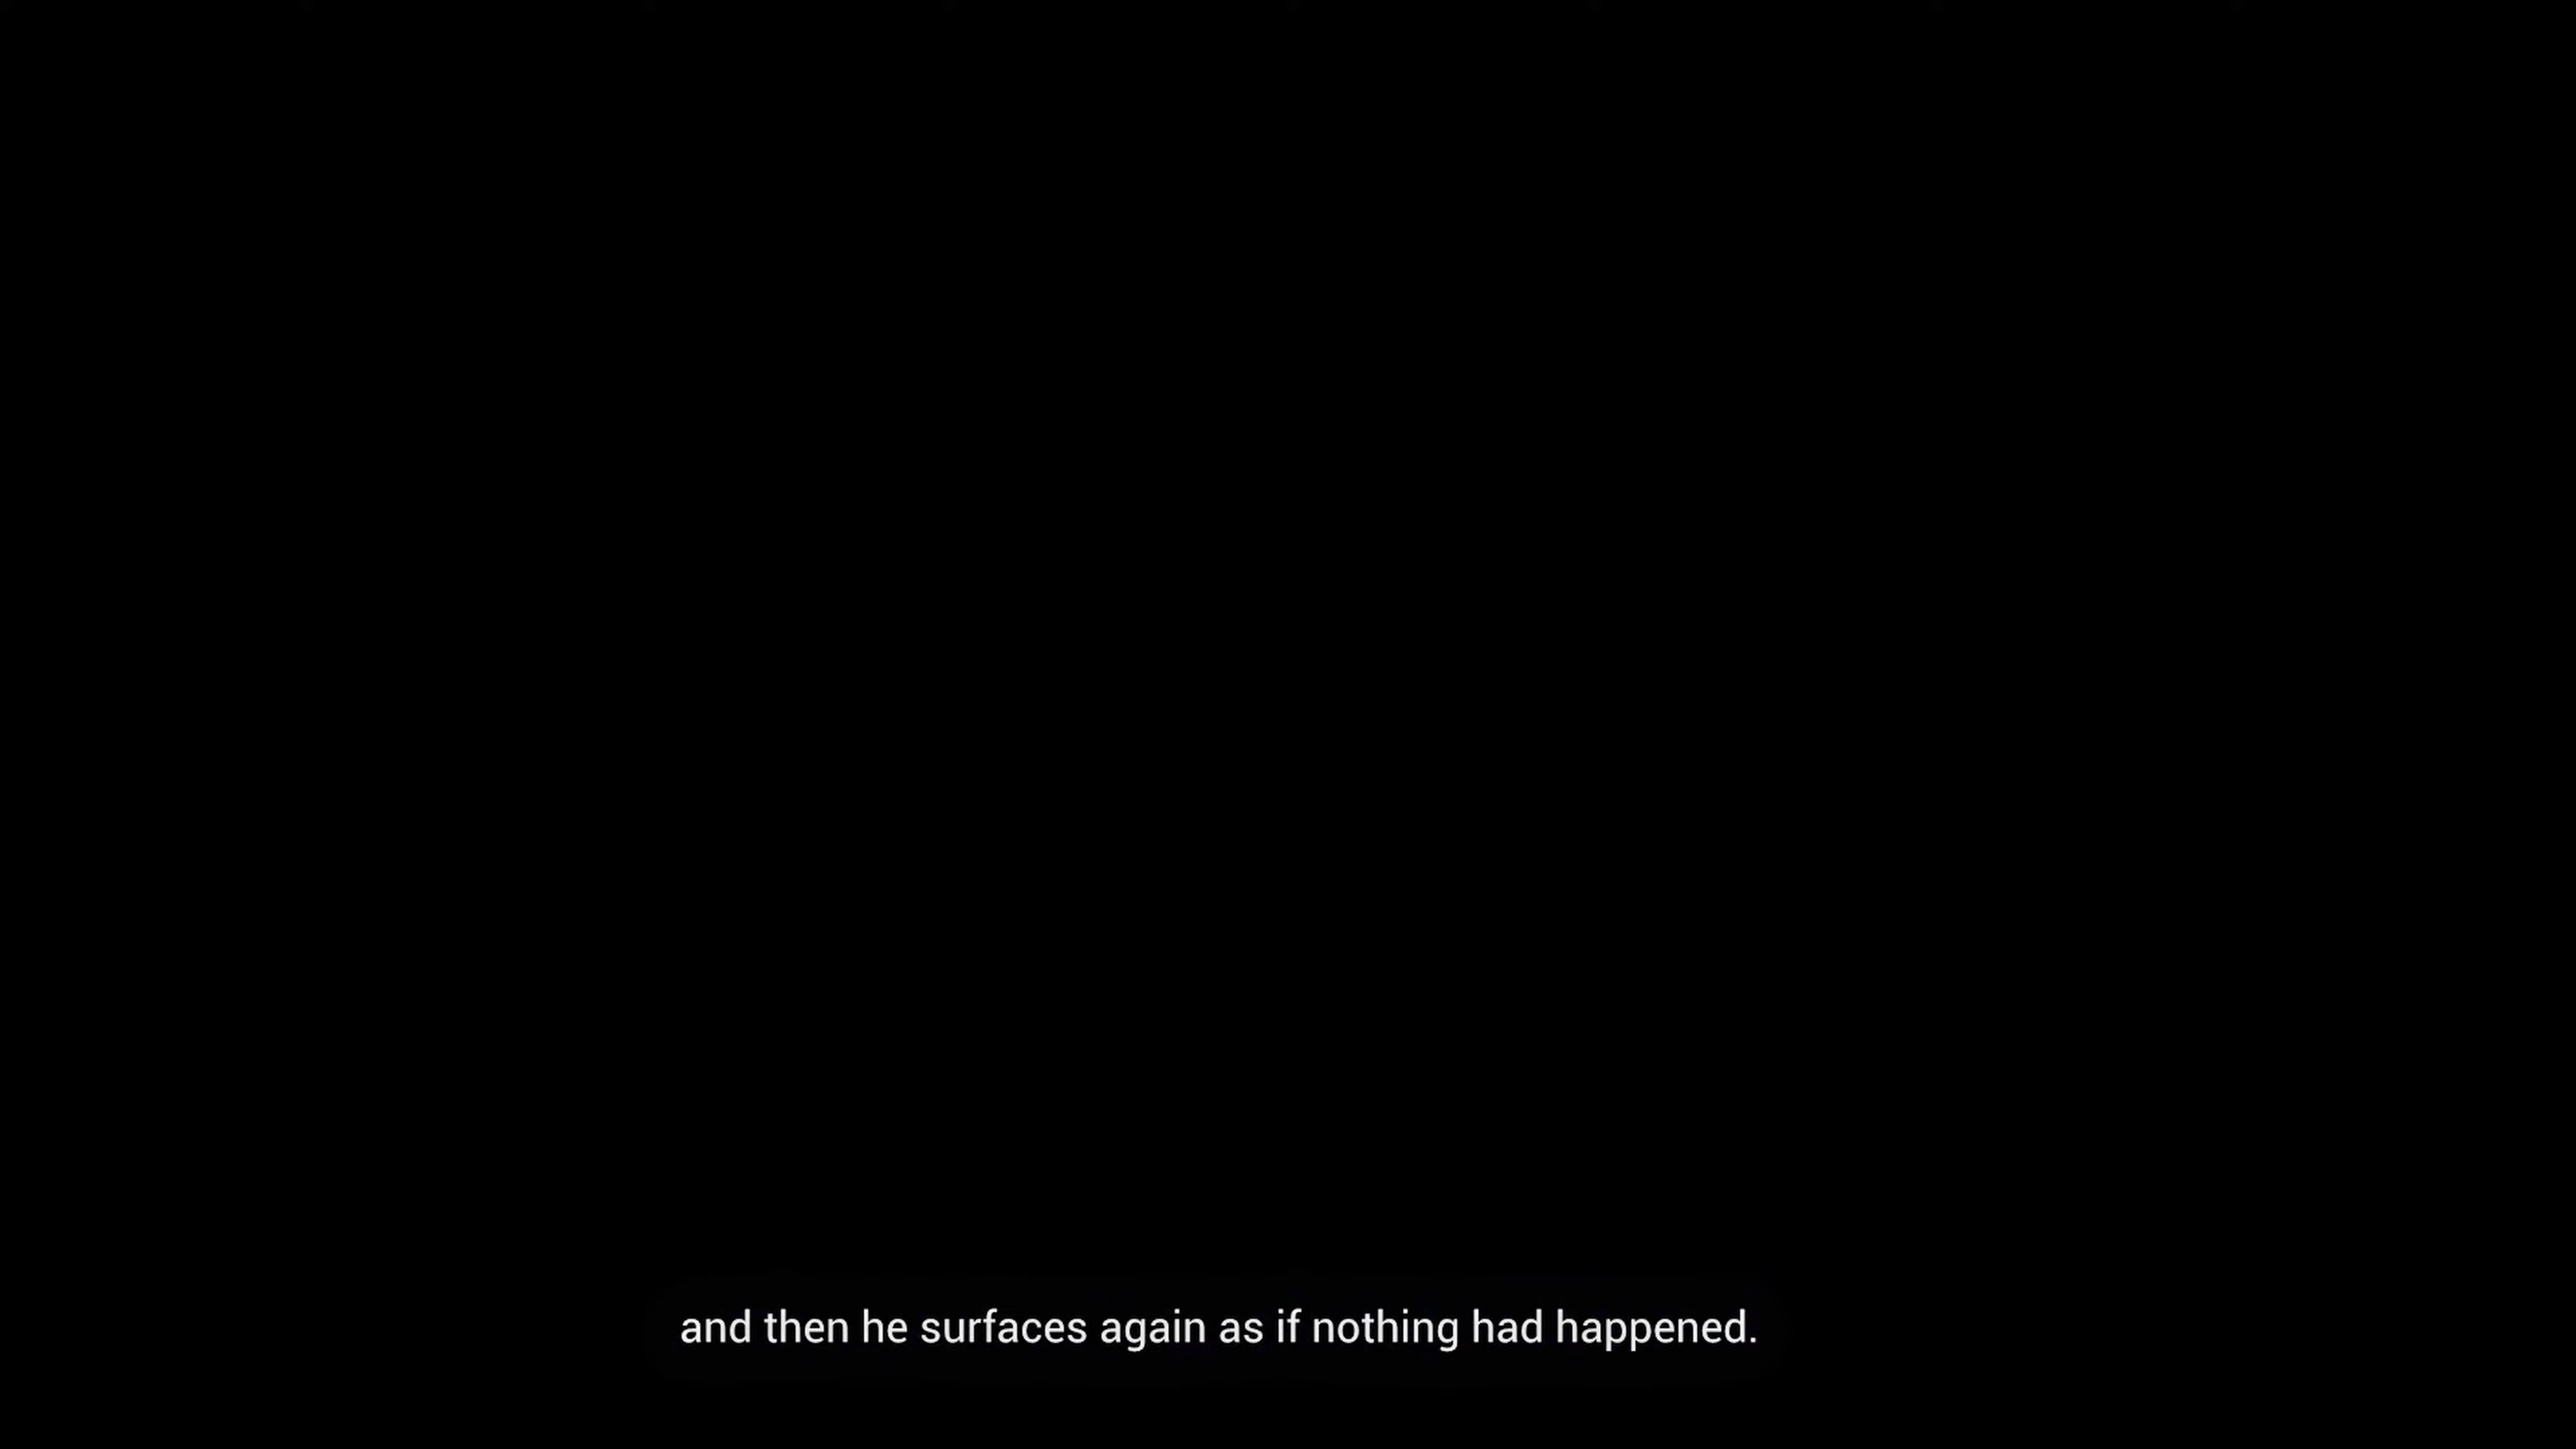 and then he surfaces again as if nothing had happened.